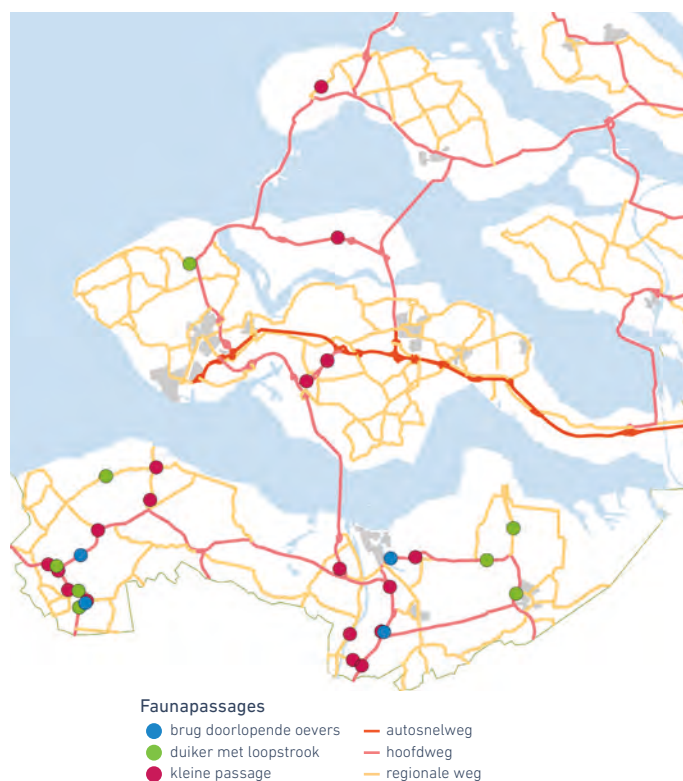 Faunapassages
brug doorlopende oevers
duiker met loopstrook
kleine passage
autosnelweg
hoofdweg
regionale weg